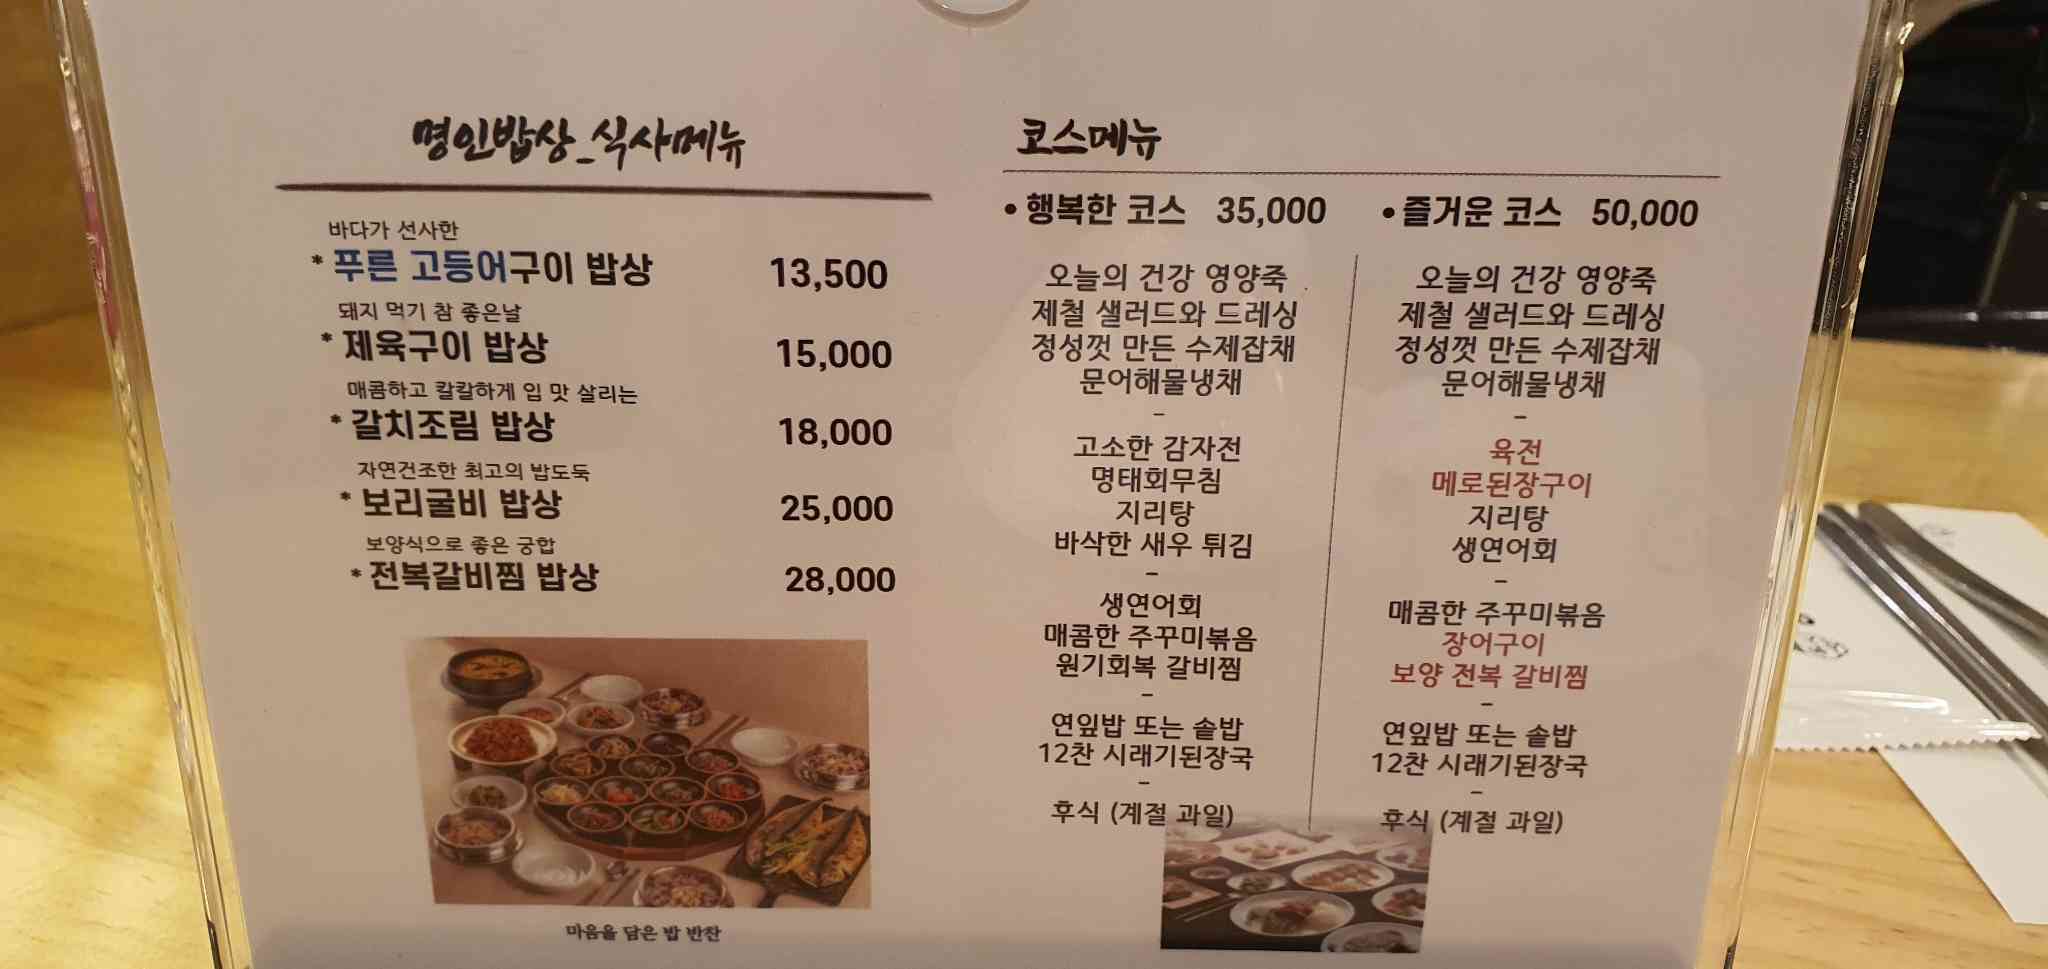 명인밥상_식사메뉴
바다가 선사한
* 푸른 고등어구이 밥상 13,500
돼지 먹기 참 좋은날
* 제육구이 밥상 15,000
매콤하고 칼칼하게 입 맛 살리는
* 갈치조림 밥상 18,000
자연건조한 최고의 밥도둑
* 보리굴비 밥상 25,000
보양식으로 좋은 궁합
* 전복갈비찜 밥상 28,000
마음을 담은 밥 반찬
코스메뉴
• 행복한 코스 35,000
오늘의 건강 영양죽
제철 샐러드와 드레싱
정성껏 만든 수제잡채
문어해물냉채
–
고소한 감자전
명태회무침
지리탕
바삭한 새우 튀김
–
생연어회
매콤한 주꾸미볶음
원기회복 갈비찜
–
연잎밥 또는 솥밥
12찬 시래기된장국
–
후식 (계절 과일)
• 즐거운 코스 50,000
오늘의 건강 영양죽
제철 샐러드와 드레싱
정성껏 만든 수제잡채
문어해물냉채
–
육전
메로된장구이
지리탕
생연어회
–
매콤한 주꾸미볶음
장어구이
보양 전복 갈비찜
–
연잎밥 또는 솥밥
12찬 시래기된장국
–
후식 (계절 과일)